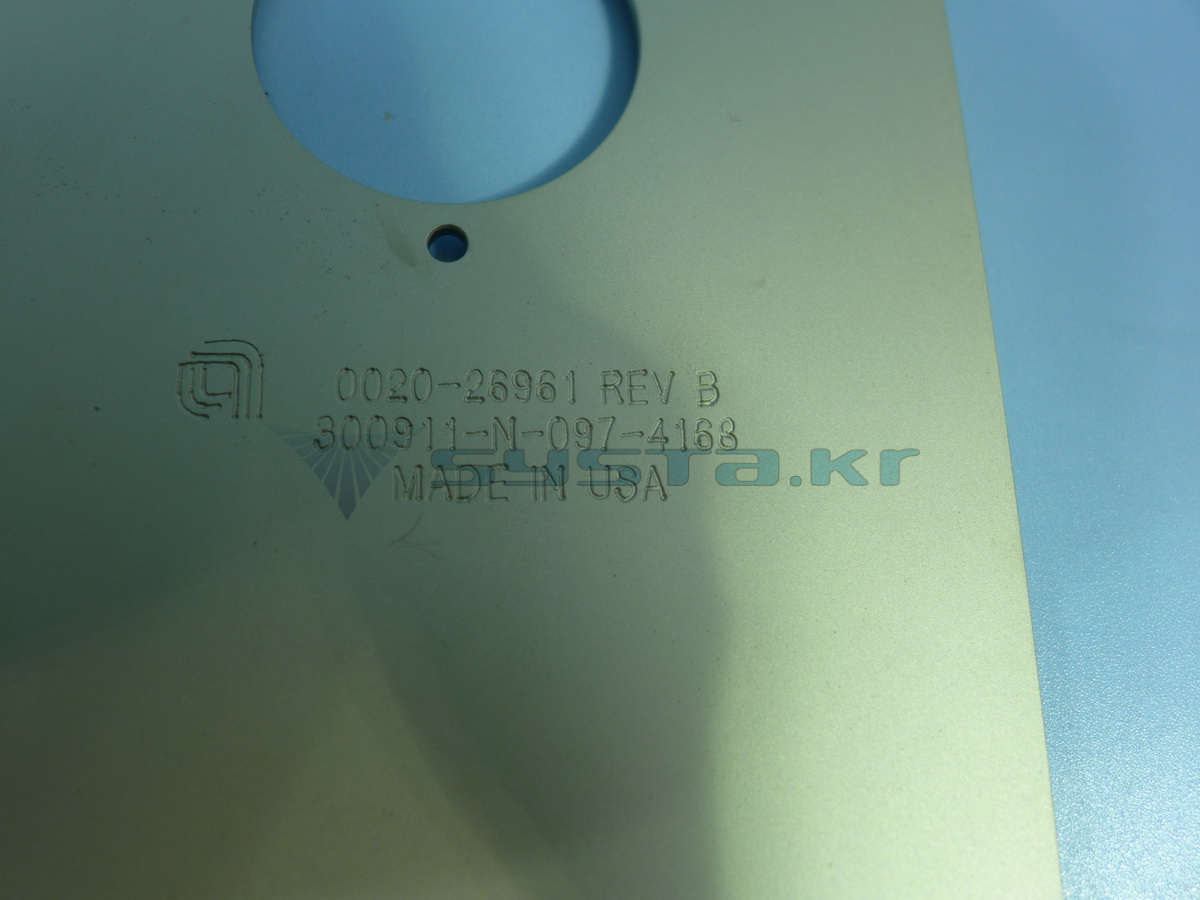 0020-26961 REV B
300911-N-097-4168
MADE IN USA
systa.kr